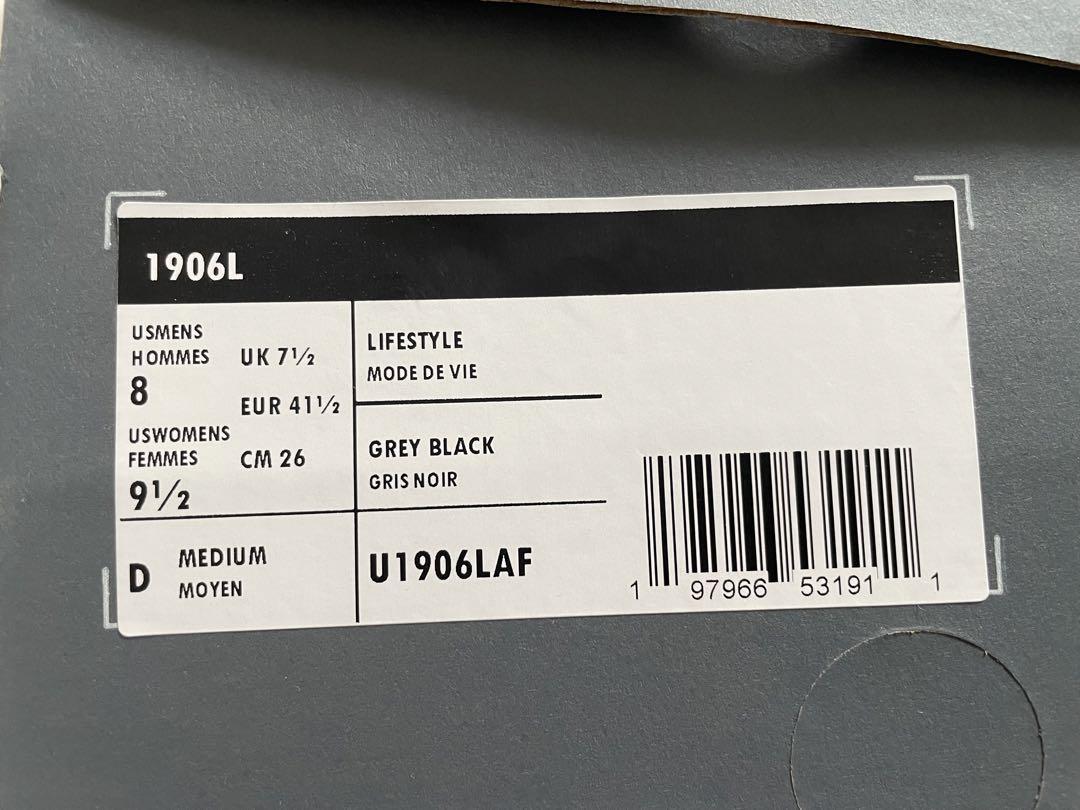 1906L
USMENS
HOMMES
8
UK 7½
EUR 41½
USWOMENS
FEMMES
9½
CM 26
LIFESTYLE
MODE DE VIE
GREY BLACK
GRIS NOIR
D MEDIUM
MOYEN
U1906LAF
1 97966 53191 1